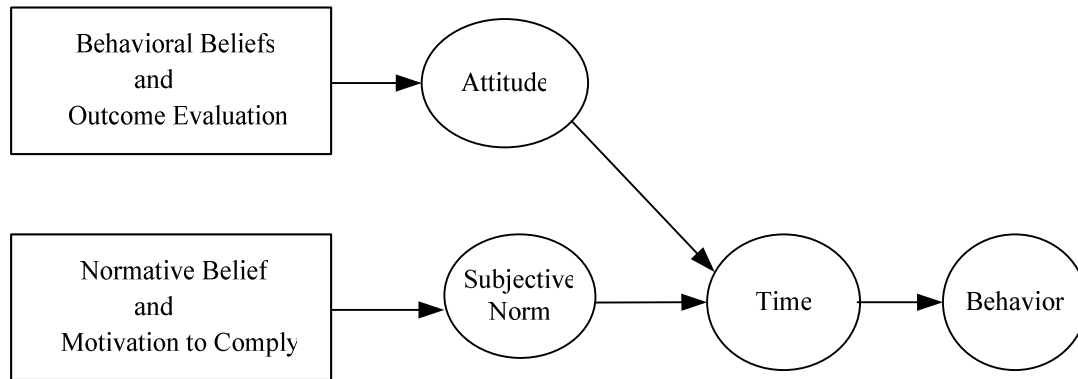 Behavioral Beliefs
and
Outcome Evaluation
Attitude
Normative Belief
and
Motivation to Comply
Subjective
Norm
Time
Behavior